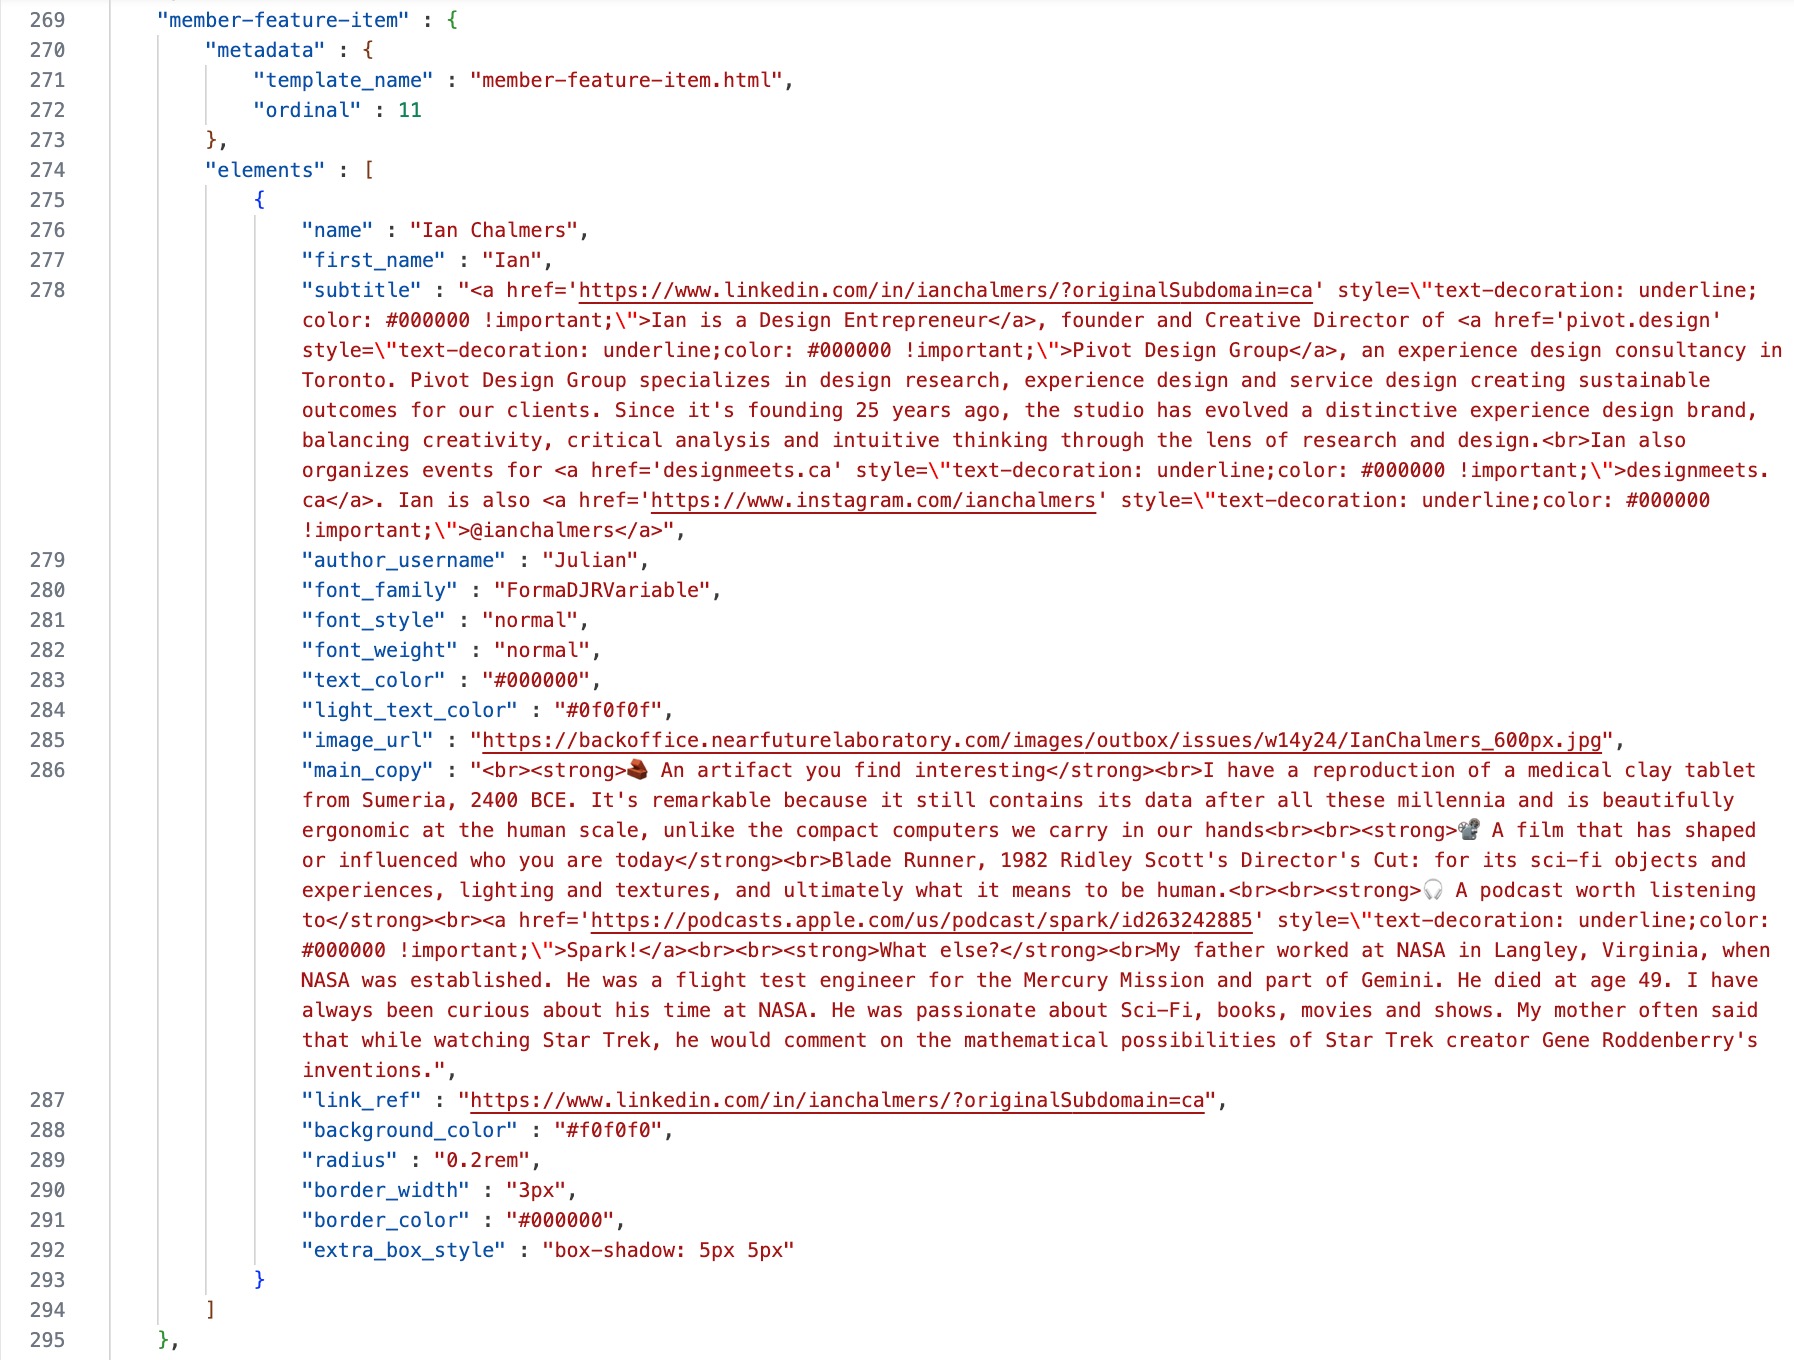 269 "member-feature-item" : {
270 "metadata" : {
271 "template_name" : "member-feature-item.html",
272 "ordinal" : 11
273 },
274 "elements" : [
275 {
276 "name" : "Ian Chalmers",
277 "first_name" : "Ian",
278 "subtitle" : "<a href='https://www.linkedin.com/in/ianchalmers/?originalSubdomain=ca' style=\"text-decoration: underline;
color: #000000 !important;\">Ian is a Design Entrepreneur</a>, founder and Creative Director of <a href='pivot.design'
style=\"text-decoration: underline;color: #000000 !important;\">Pivot Design Group</a>, an experience design consultancy in
Toronto. Pivot Design Group specializes in design research, experience design and service design creating sustainable
outcomes for our clients. Since it's founding 25 years ago, the studio has evolved a distinctive experience design brand,
balancing creativity, critical analysis and intuitive thinking through the lens of research and design.<br>Ian also
organizes events for <a href='designmeets.ca' style=\"text-decoration: underline;color: #000000 !important;\">designmeets.
ca</a>. Ian is also <a href='https://www.instagram.com/ianchalmers' style=\"text-decoration: underline;color: #000000
!important;\">@ianchalmers</a>",
279 "author_username" : "Julian",
280 "font_family" : "FormaDJRVariable",
281 "font_style" : "normal",
282 "font_weight" : "normal",
283 "text_color" : "#000000",
284 "light_text_color" : "#0f0f0f",
285 "image_url" : "https://backoffice.nearfuturelaboratory.com/images/outbox/issues/w14y24/IanChalmers_600px.jpg",
286 "main_copy" : "<br><strong> An artifact you find interesting</strong><br>I have a reproduction of a medical clay tablet
from Sumeria, 2400 BCE. It's remarkable because it still contains its data after all these millennia and is beautifully
ergonomic at the human scale, unlike the compact computers we carry in our hands<br><br><strong>📽 A film that has shaped
or influenced who you are today</strong><br>Blade Runner, 1982 Ridley Scott's Director's Cut: for its sci-fi objects and
experiences, lighting and textures, and ultimately what it means to be human.<br><br><strong>🎧 A podcast worth listening
to</strong><br><a href='https://podcasts.apple.com/us/podcast/spark/id263242885' style=\"text-decoration: underline;color:
#000000 !important;\">Spark!</a><br><br><strong>What else?</strong><br>My father worked at NASA in Langley, Virginia, when
NASA was established. He was a flight test engineer for the Mercury Mission and part of Gemini. He died at age 49. I have
always been curious about his time at NASA. He was passionate about Sci-Fi, books, movies and shows. My mother often said
that while watching Star Trek, he would comment on the mathematical possibilities of Star Trek creator Gene Roddenberry's
inventions.",
287 "link_ref" : "https://www.linkedin.com/in/ianchalmers/?originalSubdomain=ca",
288 "background_color" : "#f0f0f0",
289 "radius" : "0.2rem",
290 "border_width" : "3px",
291 "border_color" : "#000000",
292 "extra_box_style" : "box-shadow: 5px 5px"
293 }
294 ]
295 },